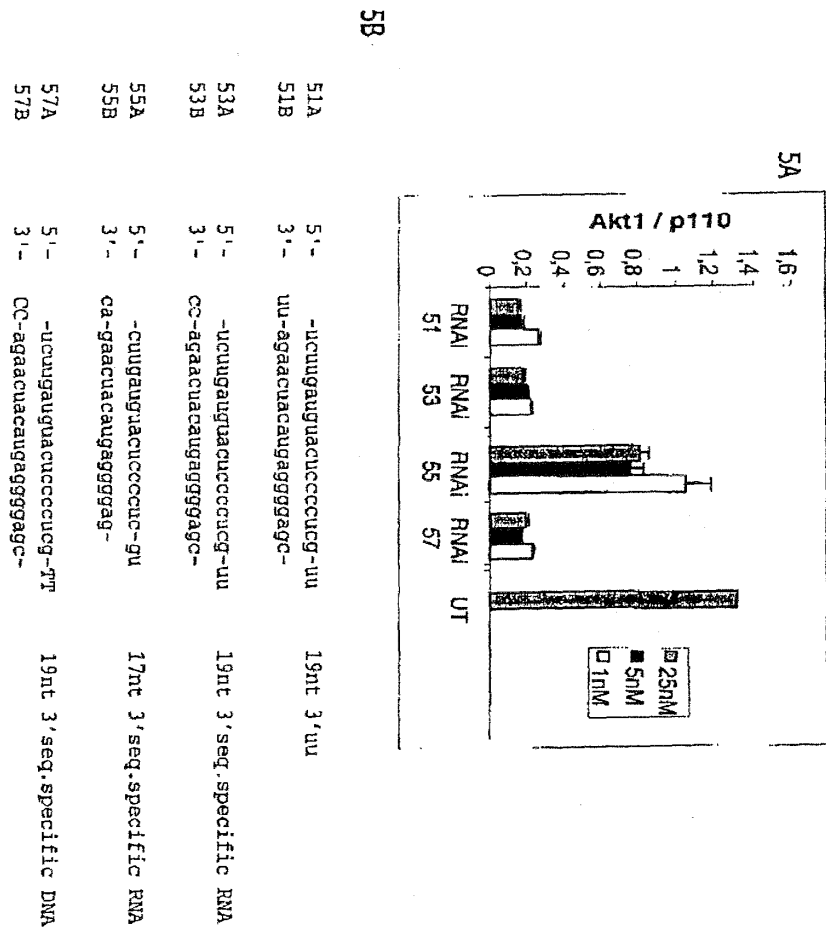 5A
Akt1 / p110
1,6
1,4
1,2
1
0,8
0,6
0,4
0,2
0
25nM
5nM
1nM
RNAi 51
RNAi 53
RNAi 55
RNAi 57
UT
5B
51A 5'- -ucuugauguacuccccucg-uu 19nt 3'uu
51B 3'- uu-agaacuacaugaggggagc-
53A 5'- -ucuugauguacuccccucg-uu 19nt 3'seq.specific RNA
53B 3'- cc-agaacuacaugaggggagc-
55A 5'- -cuugauguacuccccuc-gu 17nt 3'seq.specific RNA
55B 3'- ca-gaacuacaugaggggag-
57A 5'- -ucuugauguacuccccucg-TT 19nt 3'seq.specific DNA
57B 3'- CC-agaacuacaugaggggagc-